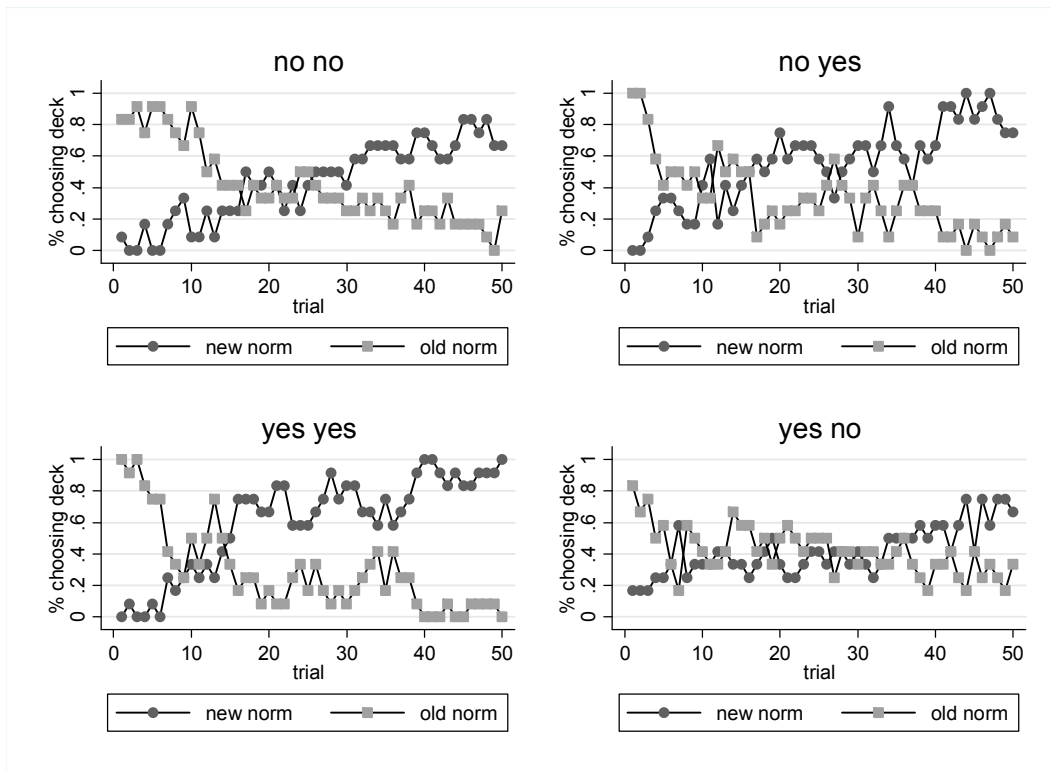 no no
% choosing deck
0 .2 .4 .6 .8 1
0 10 20 30 40 50
trial
new norm old norm
no yes
% choosing deck
0 .2 .4 .6 .8 1
0 10 20 30 40 50
trial
new norm old norm
yes yes
% choosing deck
0 .2 .4 .6 .8 1
0 10 20 30 40 50
trial
new norm old norm
yes no
% choosing deck
0 .2 .4 .6 .8 1
0 10 20 30 40 50
trial
new norm old norm